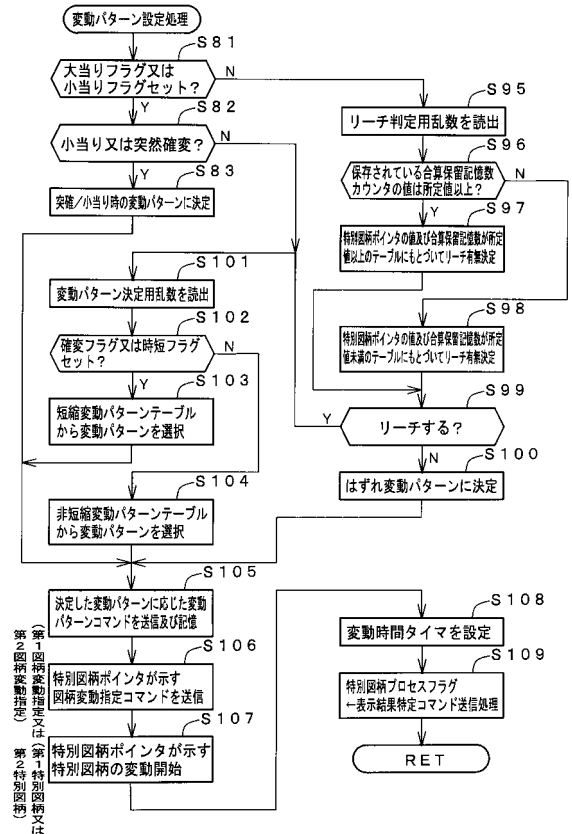 変動パターン設定処理
S81
大当りフラグ又は
小当りフラグセット?
N
Y
S82
小当り又は突然確変?
N
Y
S83
突確/小当り時の変動パターンに決定
S95
リーチ判定用乱数を読出
S96
保存されている合算保留記憶数
カウンタの値は所定値以上?
N
Y
S97
特別図柄ポインタの値及び合算保留記憶数が所定
値以上のテーブルにもとづいてリーチ有無決定
S98
特別図柄ポインタの値及び合算保留記憶数が所定
値未満のテーブルにもとづいてリーチ有無決定
S99
リーチする?
Y
N
S100
はずれ変動パターンに決定
S101
変動パターン決定用乱数を読出
S102
確変フラグ又は時短フラグ
セット?
N
Y
S103
短縮変動パターンテーブル
から変動パターンを選択
S104
非短縮変動パターンテーブル
から変動パターンを選択
S105
決定した変動パターンに応じた変動
パターンコマンドを送信及び記憶
S106
特別図柄ポインタが示す
図柄変動指定コマンドを送信
(第1図柄変動指定又は
第2図柄変動指定)
S107
特別図柄ポインタが示す
特別図柄の変動開始
(第1特別図柄又は
第2特別図柄)
S108
変動時間タイマを設定
S109
特別図柄プロセスフラグ
←表示結果特定コマンド送信処理
RET